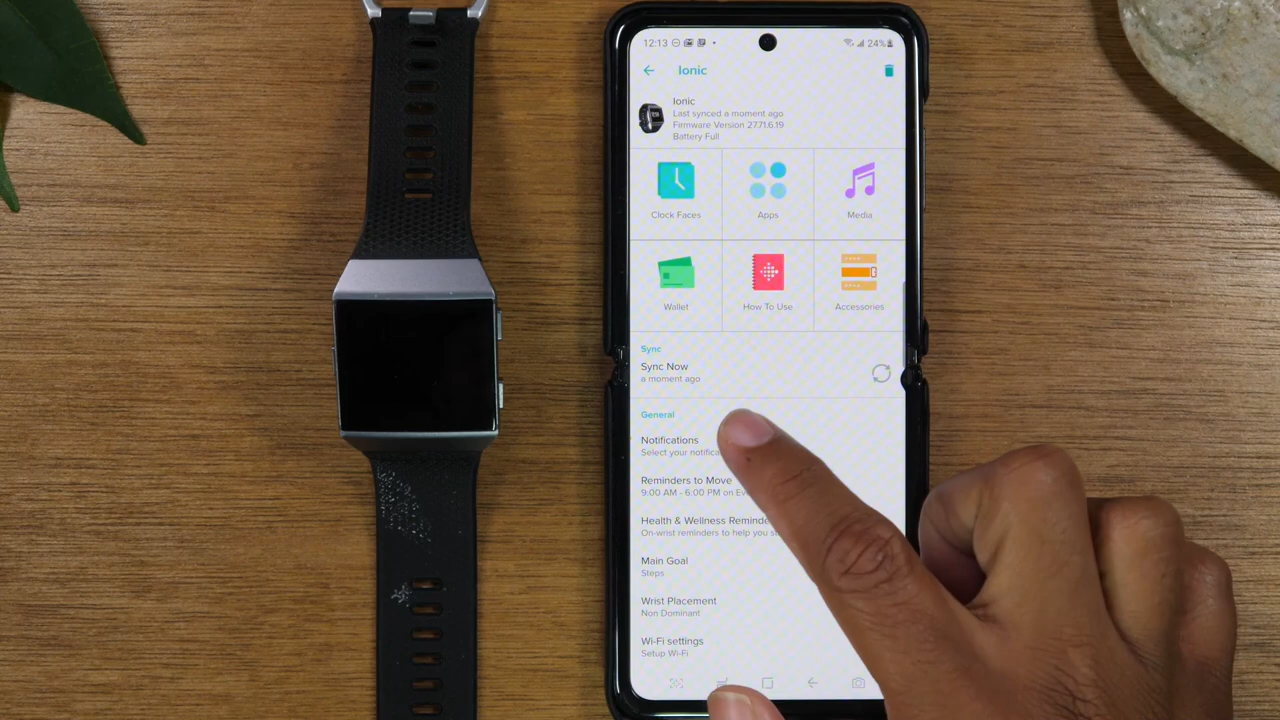 12:13
24%
Ionic
Ionic
Last synced a moment ago
Firmware Version 27.71.6.19
Battery Full
Clock Faces
Apps
Media
Wallet
How To Use
Accessories
Sync
Sync Now
a moment ago
General
Notifications
Select your
Reminders to Move
9:00 AM - 6:00 PM on
Health & Wellness
On-wrist reminders to help you
Main Goal
Steps
Wrist Placement
Non Dominant
Wi-Fi settings
Setup Wi-Fi